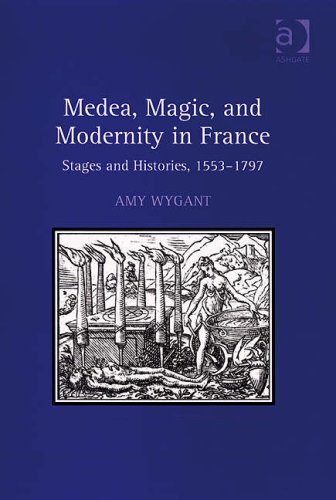 ASHGATE
Medea, Magic, and
Modernity in France
Stages and Histories, 1553–1797
AMY WYGANT